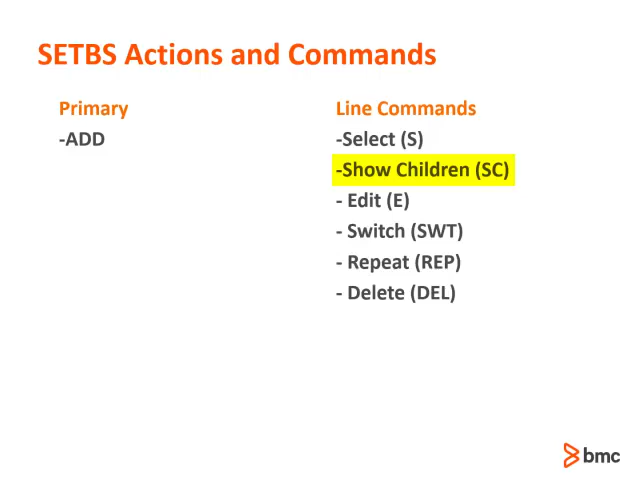 SETBS Actions and Commands
Primary
-ADD
Line Commands
-Select (S)
-Show Children (SC)
- Edit (E)
- Switch (SWT)
- Repeat (REP)
- Delete (DEL)
bmc